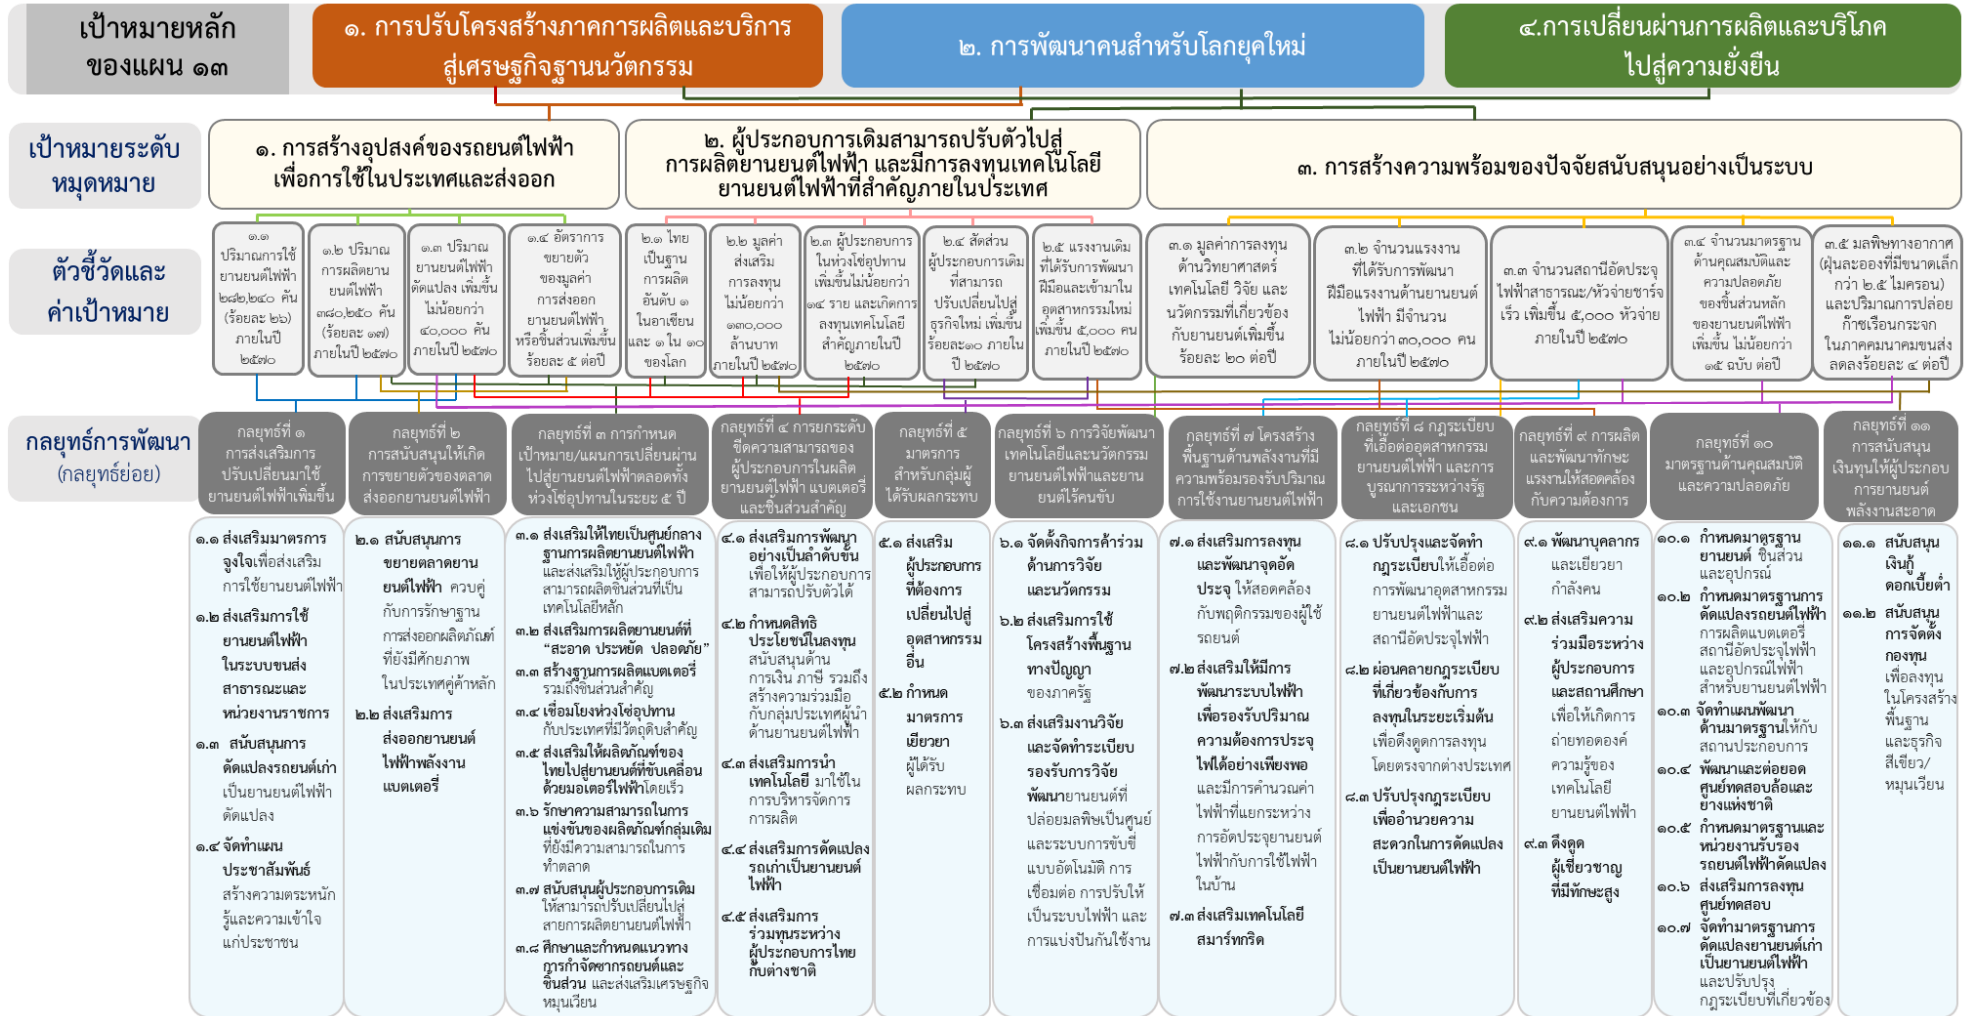 เป้าหมายหลัก
ของแผน ๑๓
๑. การปรับโครงสร้างภาคการผลิตและบริการ
สู่เศรษฐกิจฐานนวัตกรรม
๒. การพัฒนาคนสำหรับโลกยุคใหม่
๔.การเปลี่ยนผ่านการผลิตและบริโภค
ไปสู่ความยั่งยืน
เป้าหมายระดับ
หมุดหมาย
๑. การสร้างอุปสงค์ของรถยนต์ไฟฟ้า
เพื่อการใช้ในประเทศและส่งออก
๒. ผู้ประกอบการเดิมสามารถปรับตัวไปสู่
การผลิตยานยนต์ไฟฟ้า และมีการลงทุนเทคโนโลยี
ยานยนต์ไฟฟ้าที่สำคัญภายในประเทศ
๓. การสร้างความพร้อมของปัจจัยสนับสนุนอย่างเป็นระบบ
ตัวชี้วัดและ
ค่าเป้าหมาย
๑.๑
ปริมาณการใช้
ยานยนต์ไฟฟ้า
๒๘๒,๒๔๐ คัน
(ร้อยละ ๒๖)
ภายในปี
๒๕๗๐
๑.๒ ปริมาณ
การผลิตยาน
ยนต์ไฟฟ้า
๓๘๐,๒๕๐ คัน
(ร้อยละ ๑๗)
ภายในปี ๒๕๗๐
๑.๓ ปริมาณ
ยานยนต์ไฟฟ้า
ดัดแปลง เพิ่มขึ้น
ไม่น้อยกว่า
๔๐,๐๐๐ คัน
ภายในปี ๒๕๗๐
๑.๔ อัตราการ
ขยายตัว
ของมูลค่า
การส่งออก
ยานยนต์ไฟฟ้า
หรือชิ้นส่วนเพิ่มขึ้น
ร้อยละ ๕ ต่อปี
๒.๑ ไทย
เป็นฐาน
การผลิต
อันดับ ๑
ในอาเซียน
และ ๑ ใน ๑๐
ของโลก
๒.๒ มูลค่า
ส่งเสริม
การลงทุน
ไม่น้อยกว่า
๑๓๐,๐๐๐
ล้านบาท
ภายในปี ๒๕๗๐
๒.๓ ผู้ประกอบการ
ในห่วงโซ่อุปทาน
เพิ่มขึ้นไม่น้อยกว่า
๑๔ ราย และเกิดการ
ลงทุนเทคโนโลยี
สำคัญภายในปี
๒๕๗๐
๒.๔ สัดส่วน
ผู้ประกอบการเดิม
ที่สามารถ
ปรับเปลี่ยนไปสู่
ธุรกิจใหม่ เพิ่มขึ้น
ร้อยละ๑๐ ภายใน
ปี ๒๕๗๐
๒.๕ แรงงานเดิม
ที่ได้รับการพัฒนา
ฝีมือและเข้ามาใน
อุตสาหกรรมใหม่
เพิ่มขึ้น ๕,๐๐๐ คน
ภายในปี ๒๕๗๐
๓.๑ มูลค่าการลงทุน
ด้านวิทยาศาสตร์
เทคโนโลยี วิจัย และ
นวัตกรรมที่เกี่ยวข้อง
กับยานยนต์เพิ่มขึ้น
ร้อยละ ๒๐ ต่อปี
๓.๒ จำนวนแรงงาน
ที่ได้รับการพัฒนา
ฝีมือแรงงานด้านยานยนต์
ไฟฟ้า มีจำนวน
ไม่น้อยกว่า ๓๐,๐๐๐ คน
ภายในปี ๒๕๗๐
๓.๓ จำนวนสถานีอัดประจุ
ไฟฟ้าสาธารณะ/หัวจ่ายชาร์จ
เร็ว เพิ่มขึ้น ๕,๐๐๐ หัวจ่าย
ภายในปี ๒๕๗๐
๓.๔ จำนวนมาตรฐาน
ด้านคุณสมบัติและ
ความปลอดภัย
ของชิ้นส่วนหลัก
ของยานยนต์ไฟฟ้า
เพิ่มขึ้น ไม่น้อยกว่า
๑๕ ฉบับ ต่อปี
๓.๕ มลพิษทางอากาศ
(ฝุ่นละอองที่มีขนาดเล็ก
กว่า ๒.๕ ไมครอน)
และปริมาณการปล่อย
ก๊าซเรือนกระจก
ในภาคคมนาคมขนส่ง
ลดลงร้อยละ ๔ ต่อปี
กลยุทธ์การพัฒนา
(กลยุทธ์ย่อย)
กลยุทธ์ที่ ๑
การส่งเสริมการ
ปรับเปลี่ยนมาใช้
ยานยนต์ไฟฟ้าเพิ่มขึ้น
กลยุทธ์ที่ ๒
การสนับสนุนให้เกิด
การขยายตัวของตลาด
ส่งออกยานยนต์ไฟฟ้า
กลยุทธ์ที่ ๓ การกำหนด
เป้าหมาย/แผนการเปลี่ยนผ่าน
ไปสู่ยานยนต์ไฟฟ้าตลอดทั้ง
ห่วงโซ่อุปทานในระยะ ๕ ปี
กลยุทธ์ที่ ๔ การยกระดับ
ขีดความสามารถของ
ผู้ประกอบการในผลิต
ยานยนต์ไฟฟ้า แบตเตอรี่
และชิ้นส่วนสำคัญ
กลยุทธ์ที่ ๕
มาตรการ
สำหรับกลุ่มผู้
ได้รับผลกระทบ
กลยุทธ์ที่ ๖ การวิจัยพัฒนา
เทคโนโลยีและนวัตกรรม
ยานยนต์ไฟฟ้าและยาน
ยนต์ไร้คนขับ
กลยุทธ์ที่ ๗ โครงสร้าง
พื้นฐานด้านพลังงานที่มี
ความพร้อมรองรับปริมาณ
การใช้งานยานยนต์ไฟฟ้า
กลยุทธ์ที่ ๘ กฎระเบียบ
ที่เอื้อต่ออุตสาหกรรม
ยานยนต์ไฟฟ้า และการ
บูรณาการระหว่างรัฐ
และเอกชน
กลยุทธ์ที่ ๙ การผลิต
และพัฒนาทักษะ
แรงงานให้สอดคล้อง
กับความต้องการ
กลยุทธ์ที่ ๑๐
มาตรฐานด้านคุณสมบัติ
และความปลอดภัย
กลยุทธ์ที่ ๑๑
การสนับสนุน
เงินทุนให้ผู้ประกอบ
การยานยนต์
พลังงานสะอาด
๑.๑ ส่งเสริมมาตรการ
จูงใจเพื่อส่งเสริม
การใช้ยานยนต์ไฟฟ้า
๑.๒ ส่งเสริมการใช้
ยานยนต์ไฟฟ้า
ในระบบขนส่ง
สาธารณะและ
หน่วยงานราชการ
๑.๓ สนับสนุนการ
ดัดแปลงรถยนต์เก่า
เป็นยานยนต์ไฟฟ้า
ดัดแปลง
๑.๔ จัดทำแผน
ประชาสัมพันธ์
สร้างความตระหนัก
รู้และความเข้าใจ
แก่ประชาชน
๒.๑ สนับสนุนการ
ขยายตลาดยาน
ยนต์ไฟฟ้า ควบคู่
กับการรักษาฐาน
การส่งออกผลิตภัณฑ์
ที่ยังมีศักยภาพ
ในประเทศคู่ค้าหลัก
๒.๒ ส่งเสริมการ
ส่งออกยานยนต์
ไฟฟ้าพลังงาน
แบตเตอรี่
๓.๑ ส่งเสริมให้ไทยเป็นศูนย์กลาง
ฐานการผลิตยานยนต์ไฟฟ้า
และส่งเสริมให้ผู้ประกอบการ
สามารถผลิตชิ้นส่วนที่เป็น
เทคโนโลยีหลัก
๓.๒ ส่งเสริมการผลิตยานยนต์ที่
“สะอาด ประหยัด ปลอดภัย”
๓.๓ สร้างฐานการผลิตแบตเตอรี่
รวมถึงชิ้นส่วนสำคัญ
๓.๔ เชื่อมโยงห่วงโซ่อุปทาน
กับประเทศที่มีวัตถุดิบสำคัญ
๓.๕ ส่งเสริมให้ผลิตภัณฑ์ของ
ไทยไปสู่ยานยนต์ที่ขับเคลื่อน
ด้วยมอเตอร์ไฟฟ้าโดยเร็ว
๓.๖ รักษาความสามารถในการ
แข่งขันของผลิตภัณฑ์กลุ่มเดิม
ที่ยังมีความสามารถในการ
ทำตลาด
๓.๗ สนับสนุนผู้ประกอบการเดิม
ให้สามารถปรับเปลี่ยนไปสู่
สายการผลิตยานยนต์ไฟฟ้า
๓.๘ ศึกษาและกำหนดแนวทาง
การกำจัดซากรถยนต์และ
ชิ้นส่วน และส่งเสริมเศรษฐกิจ
หมุนเวียน
๔.๑ ส่งเสริมการพัฒนา
อย่างเป็นลำดับขั้น
เพื่อให้ผู้ประกอบการ
สามารถปรับตัวได้
๔.๒ กำหนดสิทธิ
ประโยชน์ในลงทุน
สนับสนุนด้าน
การเงิน ภาษี รวมถึง
สร้างความร่วมมือ
กับกลุ่มประเทศผู้นำ
ด้านยานยนต์ไฟฟ้า
๔.๓ ส่งเสริมการนำ
เทคโนโลยี มาใช้ใน
การบริหารจัดการ
การผลิต
๔.๔ ส่งเสริมการดัดแปลง
รถเก่าเป็นยานยนต์
ไฟฟ้า
๔.๕ ส่งเสริมการ
ร่วมทุนระหว่าง
ผู้ประกอบการไทย
กับต่างชาติ
๕.๑ ส่งเสริม
ผู้ประกอบการ
ที่ต้องการ
เปลี่ยนไปสู่
อุตสาหกรรม
อื่น
๕.๒ กำหนด
มาตรการ
เยียวยา
ผู้ได้รับ
ผลกระทบ
๖.๑ จัดตั้งกิจการค้าร่วม
ด้านการวิจัย
และนวัตกรรม
๖.๒ ส่งเสริมการใช้
โครงสร้างพื้นฐาน
ทางปัญญา
ของภาครัฐ
๖.๓ ส่งเสริมงานวิจัย
และจัดทำระเบียบ
รองรับการวิจัย
พัฒนายานยนต์ที่
ปล่อยมลพิษเป็นศูนย์
และระบบการขับขี่
แบบอัตโนมัติ การ
เชื่อมต่อ การปรับให้
เป็นระบบไฟฟ้า และ
การแบ่งปันกันใช้งาน
๗.๑ ส่งเสริมการลงทุน
และพัฒนาจุดอัด
ประจุ ให้สอดคล้อง
กับพฤติกรรมของผู้ใช้
รถยนต์
๗.๒ ส่งเสริมให้มีการ
พัฒนาระบบไฟฟ้า
เพื่อรองรับปริมาณ
ความต้องการประจุ
ไฟได้อย่างเพียงพอ
และมีการคำนวณค่า
ไฟฟ้าที่แยกระหว่าง
การอัดประจุยานยนต์
ไฟฟ้ากับการใช้ไฟฟ้า
ในบ้าน
๗.๓ ส่งเสริมเทคโนโลยี
สมาร์ทกริด
๘.๑ ปรับปรุงและจัดทำ
กฎระเบียบให้เอื้อต่อ
การพัฒนาอุตสาหกรรม
ยานยนต์ไฟฟ้าและ
สถานีอัดประจุไฟฟ้า
๘.๒ ผ่อนคลายกฎระเบียบ
ที่เกี่ยวข้องกับการ
ลงทุนในระยะเริ่มต้น
เพื่อดึงดูดการลงทุน
โดยตรงจากต่างประเทศ
๘.๓ ปรับปรุงกฎระเบียบ
เพื่ออำนวยความ
สะดวกในการดัดแปลง
เป็นยานยนต์ไฟฟ้า
๙.๑ พัฒนาบุคลากร
และเยียวยา
กำลังคน
๙.๒ ส่งเสริมความ
ร่วมมือระหว่าง
ผู้ประกอบการ
และสถานศึกษา
เพื่อให้เกิดการ
ถ่ายทอดองค์
ความรู้ของ
เทคโนโลยี
ยานยนต์ไฟฟ้า
๙.๓ ดึงดูด
ผู้เชี่ยวชาญ
ที่มีทักษะสูง
๑๐.๑ กำหนดมาตรฐาน
ยานยนต์ ชิ้นส่วน
และอุปกรณ์
๑๐.๒ กำหนดมาตรฐานการ
ดัดแปลงรถยนต์ไฟฟ้า
การผลิตแบตเตอรี่
สถานีอัดประจุไฟฟ้า
และอุปกรณ์ไฟฟ้า
สำหรับยานยนต์ไฟฟ้า
๑๐.๓ จัดทำแผนพัฒนา
ด้านมาตรฐานให้กับ
สถานประกอบการ
๑๐.๔ พัฒนาและต่อยอด
ศูนย์ทดสอบล้อและ
ยางแห่งชาติ
๑๐.๕ กำหนดมาตรฐานและ
หน่วยงานรับรอง
รถยนต์ไฟฟ้าดัดแปลง
๑๐.๖ ส่งเสริมการลงทุน
ศูนย์ทดสอบ
๑๐.๗ จัดทำมาตรฐานการ
ดัดแปลงยานยนต์เก่า
เป็นยานยนต์ไฟฟ้า
และปรับปรุง
กฎระเบียบที่เกี่ยวข้อง
๑๑.๑ สนับสนุน
เงินกู้
ดอกเบี้ยต่ำ
๑๑.๒ สนับสนุน
การจัดตั้ง
กองทุน
เพื่อลงทุน
ในโครงสร้าง
พื้นฐาน
และธุรกิจ
สีเขียว/
หมุนเวียน